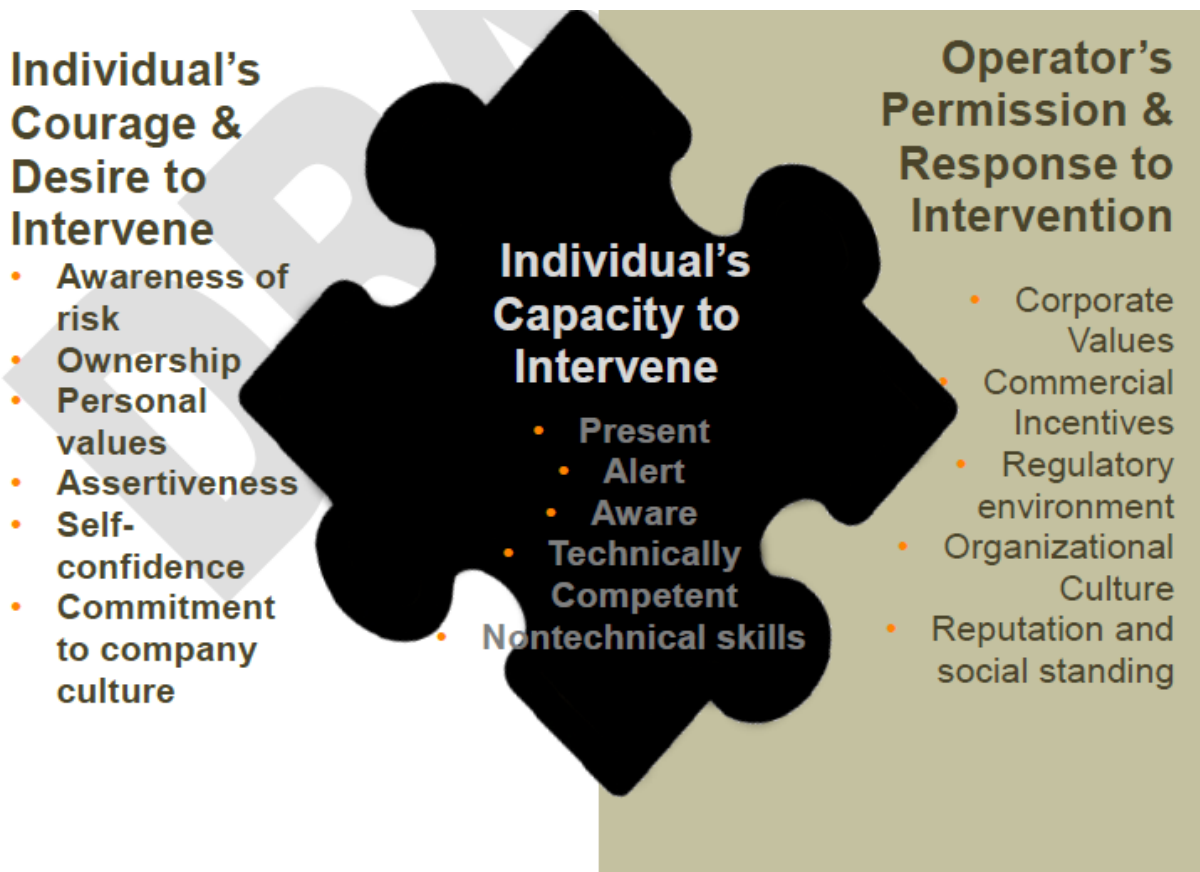 Individual's
Courage &
Desire to
Intervene
• Awareness of
risk
• Ownership
• Personal
values
• Assertiveness
• Self-
confidence
• Commitment
to company
culture
Individual's
Capacity to
Intervene
• Present
• Alert
• Aware
• Technically
Competent
• Nontechnical skills
Operator's
Permission &
Response to
Intervention
• Corporate
Values
• Commercial
Incentives
• Regulatory
environment
• Organizational
Culture
• Reputation and
social standing